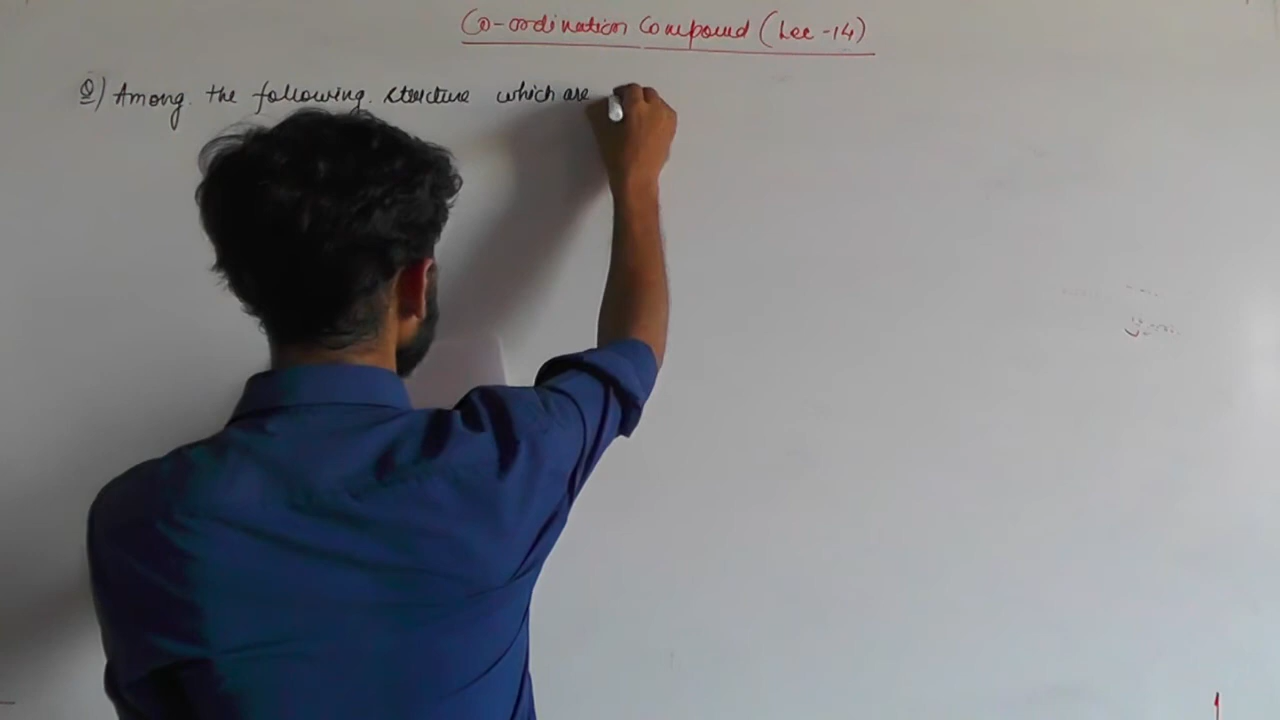 Co-ordination Compound (Lec-14)
Q) Among. the following. structure which are